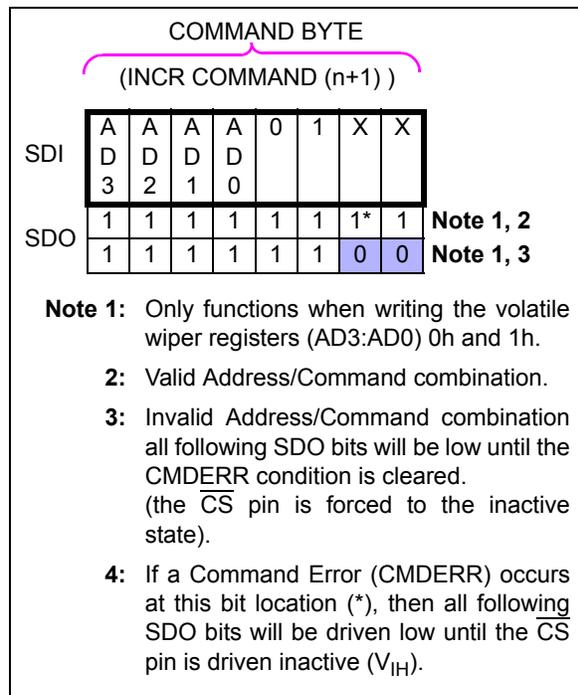 COMMAND BYTE
(INCR COMMAND (n+1) )
SDI
A A A A 0 1 X X
D D D D
3 2 1 0
SDO
1 1 1 1 1 1 1* 1 Note 1, 2
1 1 1 1 1 1 0 0 Note 1, 3
Note 1: Only functions when writing the volatile
wiper registers (AD3:AD0) 0h and 1h.
2: Valid Address/Command combination.
3: Invalid Address/Command combination
all following SDO bits will be low until the
CMDERR condition is cleared.
(the C̅S̅ pin is forced to the inactive
state).
4: If a Command Error (CMDERR) occurs
at this bit location (*), then all following
SDO bits will be driven low until the C̅S̅
pin is driven inactive (VIH).